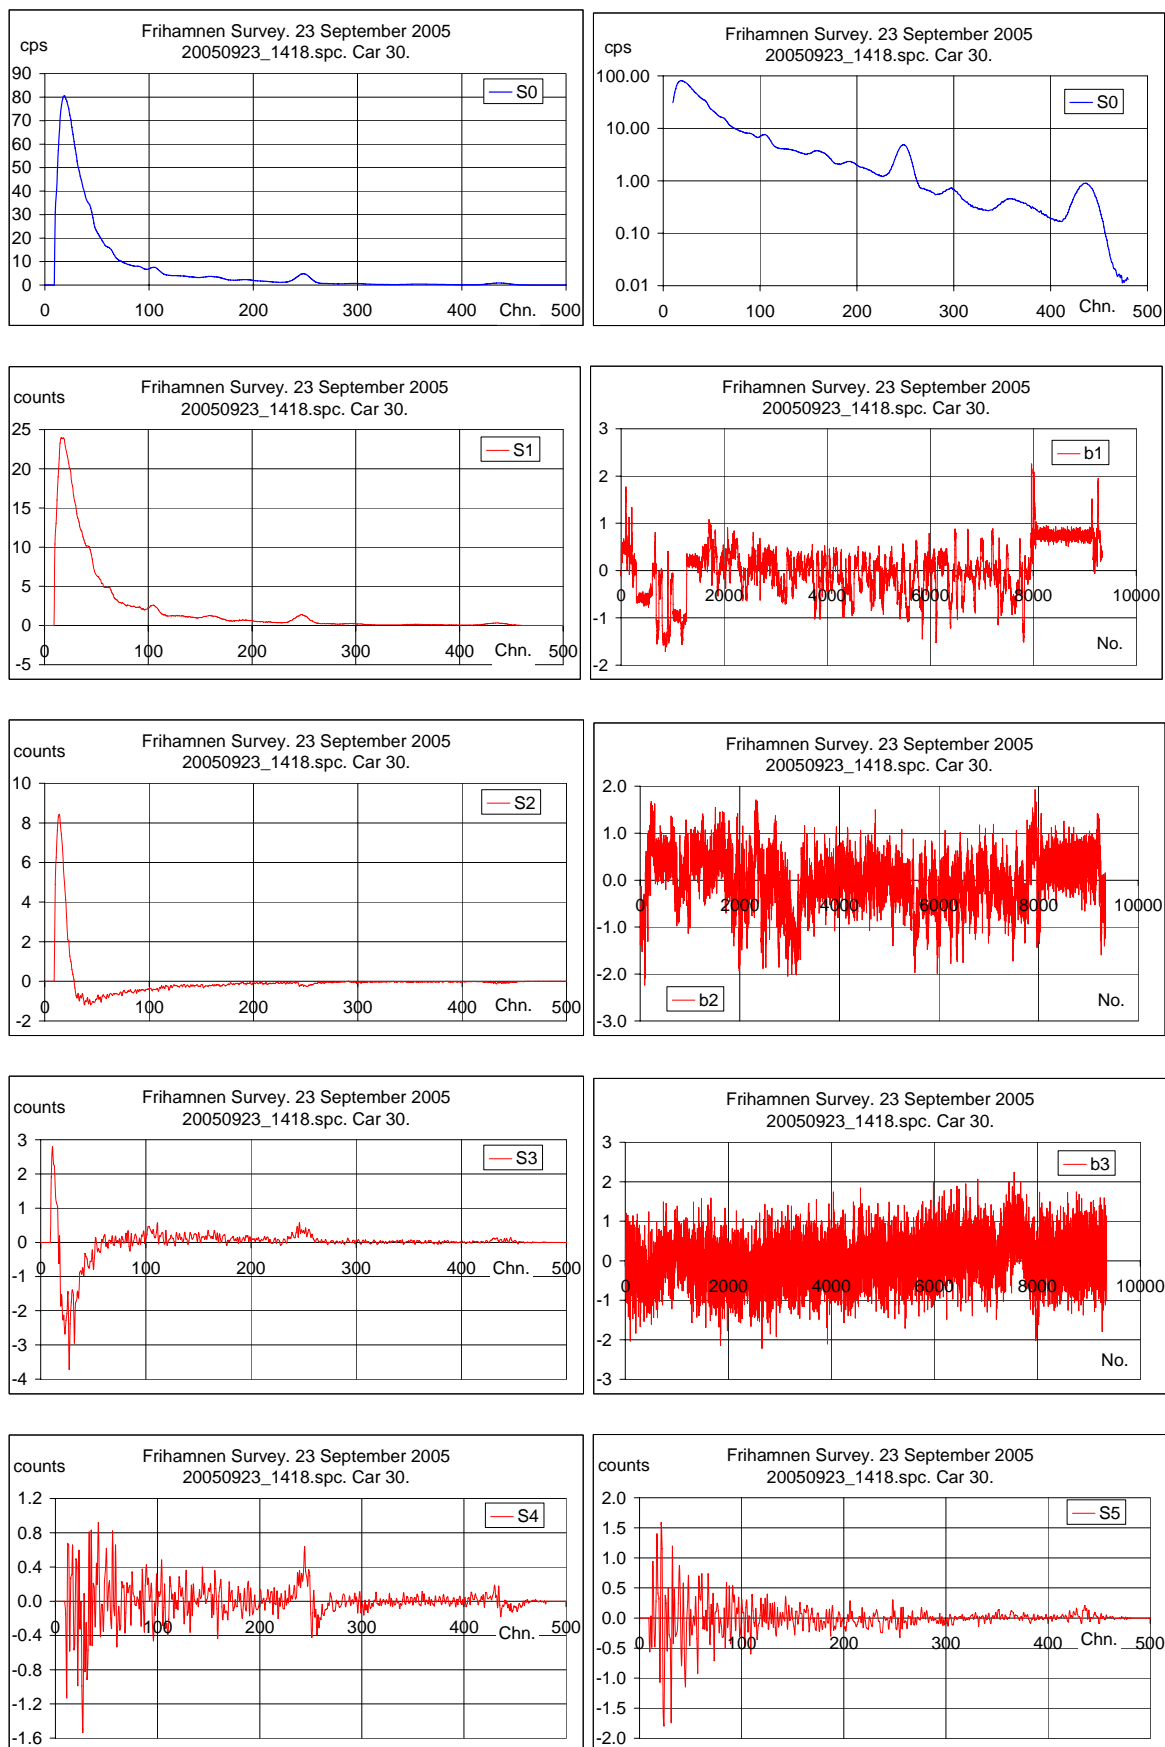 Frihamnen Survey. 23 September 2005
20050923_1418.spc. Car 30.
cps
S0
90
80
70
60
50
40
30
20
10
0
0 100 200 300 400 500
Chn.
Frihamnen Survey. 23 September 2005
20050923_1418.spc. Car 30.
cps
S0
100.00
10.00
1.00
0.10
0.01
0 100 200 300 400 500
Chn.
Frihamnen Survey. 23 September 2005
20050923_1418.spc. Car 30.
counts
S1
25
20
15
10
5
0
-5
0 100 200 300 400 500
Chn.
Frihamnen Survey. 23 September 2005
20050923_1418.spc. Car 30.
b1
3
2
1
0
-1
-2
0 2000 4000 6000 8000 10000
No.
Frihamnen Survey. 23 September 2005
20050923_1418.spc. Car 30.
counts
S2
10
8
6
4
2
0
-2
0 100 200 300 400 500
Chn.
Frihamnen Survey. 23 September 2005
20050923_1418.spc. Car 30.
2.0
1.0
0.0
-1.0
-2.0
-3.0
0 2000 4000 6000 8000 10000
b2
No.
Frihamnen Survey. 23 September 2005
20050923_1418.spc. Car 30.
counts
S3
3
2
1
0
-1
-2
-3
-4
0 100 200 300 400 500
Chn.
Frihamnen Survey. 23 September 2005
20050923_1418.spc. Car 30.
b3
3
2
1
0
-1
-2
-3
0 2000 4000 6000 8000 10000
No.
Frihamnen Survey. 23 September 2005
20050923_1418.spc. Car 30.
counts
S4
1.2
0.8
0.4
0.0
-0.4
-0.8
-1.2
-1.6
0 100 200 300 400 500
Chn.
Frihamnen Survey. 23 September 2005
20050923_1418.spc. Car 30.
counts
S5
2.0
1.5
1.0
0.5
0.0
-0.5
-1.0
-1.5
-2.0
0 100 200 300 400 500
Chn.